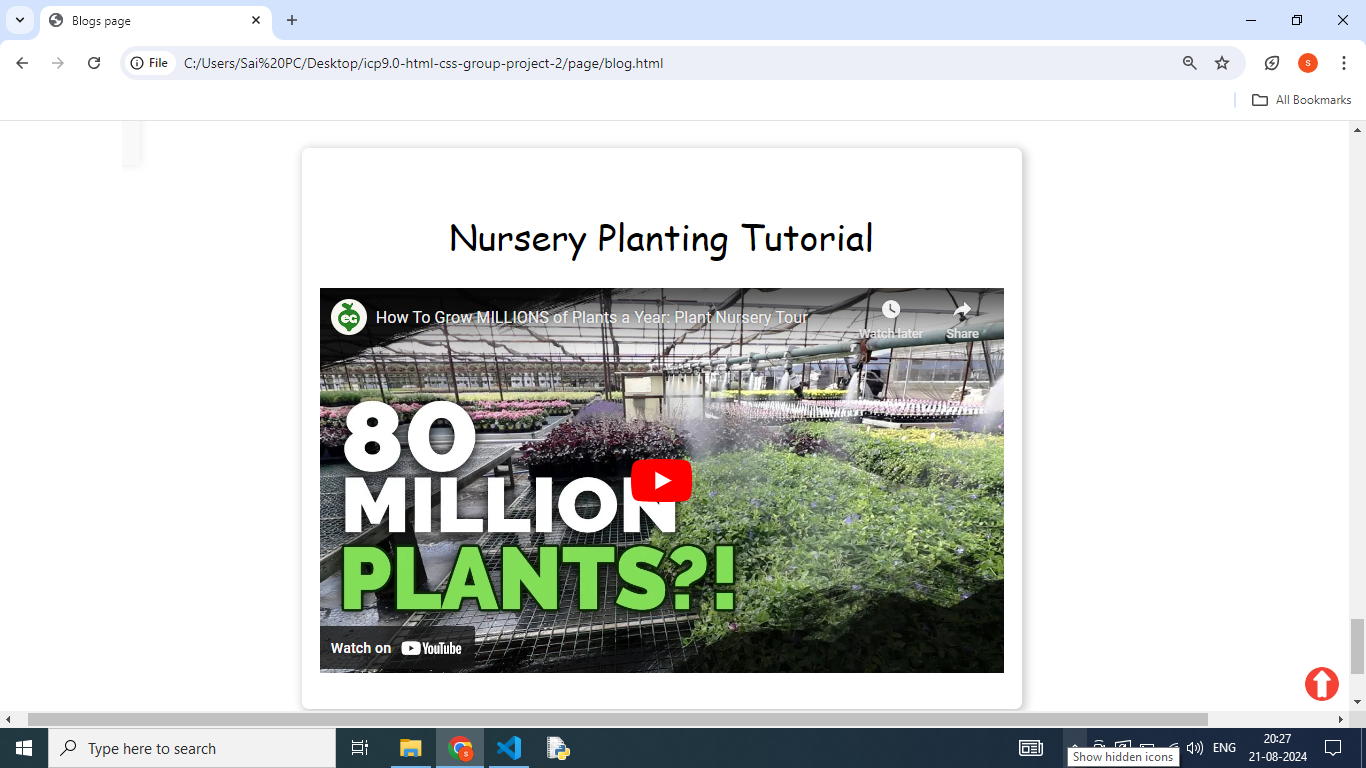 Blogs page
File
C:/Users/Sai%20PC/Desktop/icp9.0-html-css-group-project-2/page/blog.html
s
All Bookmarks
Nursery Planting Tutorial
eg
How To Grow MILLIONS of Plants a Year: Plant Nursery Tour
Watch later
Share
80
MILLION
PLANTS?!
Watch on YouTube
Type here to search
S
ENG
20:27
21-08-2024
Show hidden icons